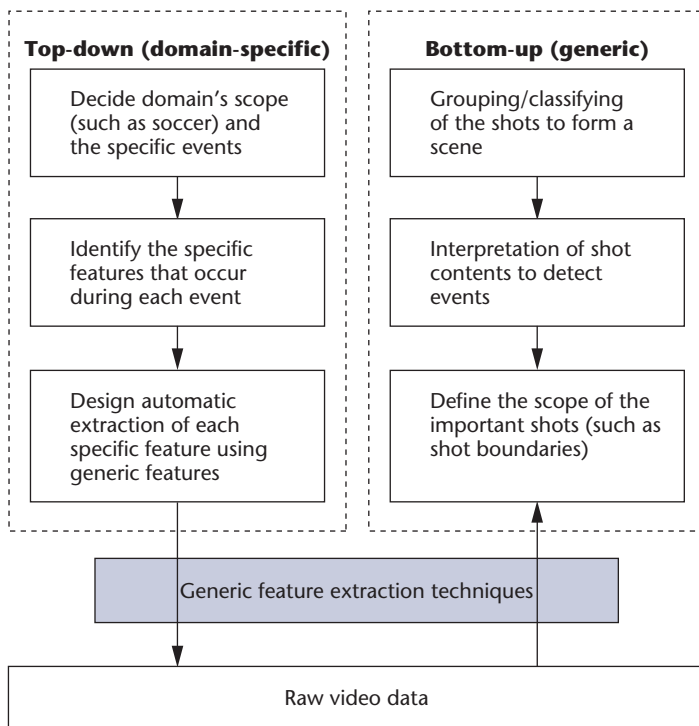 Top-down (domain-specific)
Decide domain's scope
(such as soccer) and
the specific events
Identify the specific
features that occur
during each event
Design automatic
extraction of each
specific feature using
generic features
Bottom-up (generic)
Grouping/classifying
of the shots to form a
scene
Interpretation of shot
contents to detect
events
Define the scope of the
important shots (such as
shot boundaries)
Generic feature extraction techniques
Raw video data